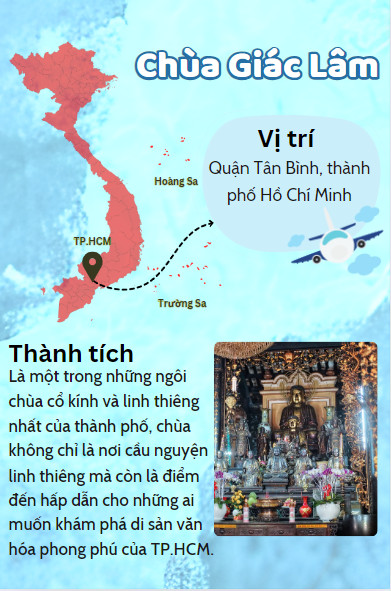 Chùa Giác Lâm
Vị trí
Quận Tân Bình, thành
phố Hồ Chí Minh
Hoàng Sa
TP.HCM
Trường Sa
Thành tích
Là một trong những ngôi
chùa cổ kính và linh thiêng
nhất của thành phố, chùa
không chỉ là nơi cầu nguyện
linh thiêng mà còn là điểm
đến hấp dẫn cho những ai
muốn khám phá di sản văn
hóa phong phú của TP.HCM.